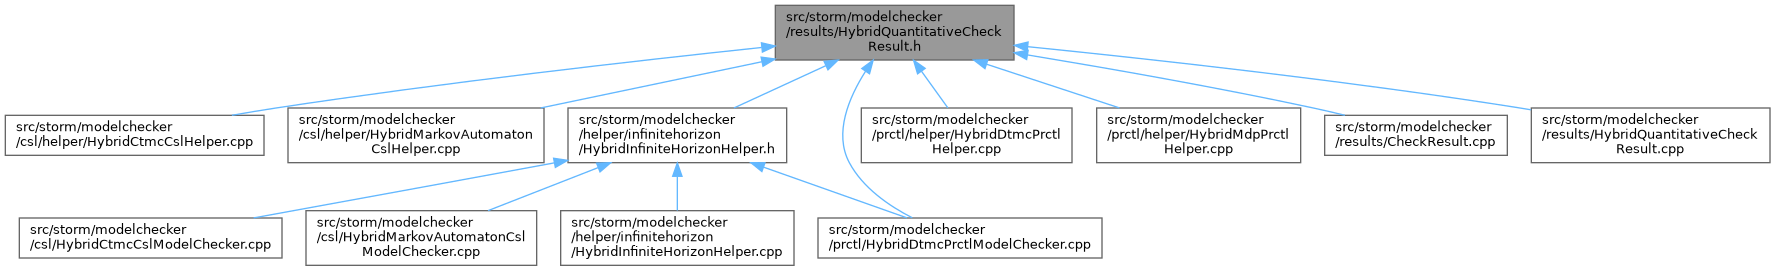 src/storm/modelchecker
/results/HybridQuantitativeCheck
Result.h
src/storm/modelchecker
/csl/helper/HybridCtmcCslHelper.cpp
src/storm/modelchecker
/csl/helper/HybridMarkovAutomaton
CslHelper.cpp
src/storm/modelchecker
/helper/infinitehorizon
/HybridInfiniteHorizonHelper.h
src/storm/modelchecker
/prctl/helper/HybridDtmcPrctl
Helper.cpp
src/storm/modelchecker
/prctl/helper/HybridMdpPrctl
Helper.cpp
src/storm/modelchecker
/results/CheckResult.cpp
src/storm/modelchecker
/results/HybridQuantitativeCheck
Result.cpp
src/storm/modelchecker
/csl/HybridCtmcCslModelChecker.cpp
src/storm/modelchecker
/csl/HybridMarkovAutomatonCsl
ModelChecker.cpp
src/storm/modelchecker
/helper/infinitehorizon
/HybridInfiniteHorizonHelper.cpp
src/storm/modelchecker
/prctl/HybridDtmcPrctlModelChecker.cpp